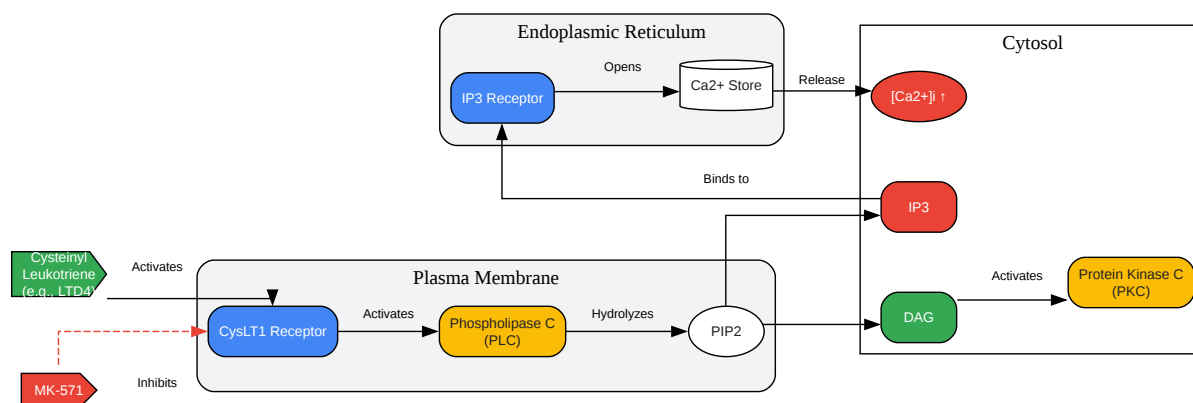 Endoplasmic Reticulum
IP3 Receptor
Opens
Ca2+ Store
Release
Cytosol
[Ca2+]i ↑
Binds to
IP3
Cysteinyl
Leukotriene
(e.g., LTD4)
Activates
Plasma Membrane
CysLT1 Receptor
Activates
Phospholipase C
(PLC)
Hydrolyzes
PIP2
DAG
Activates
Protein Kinase C
(PKC)
MK-571
Inhibits